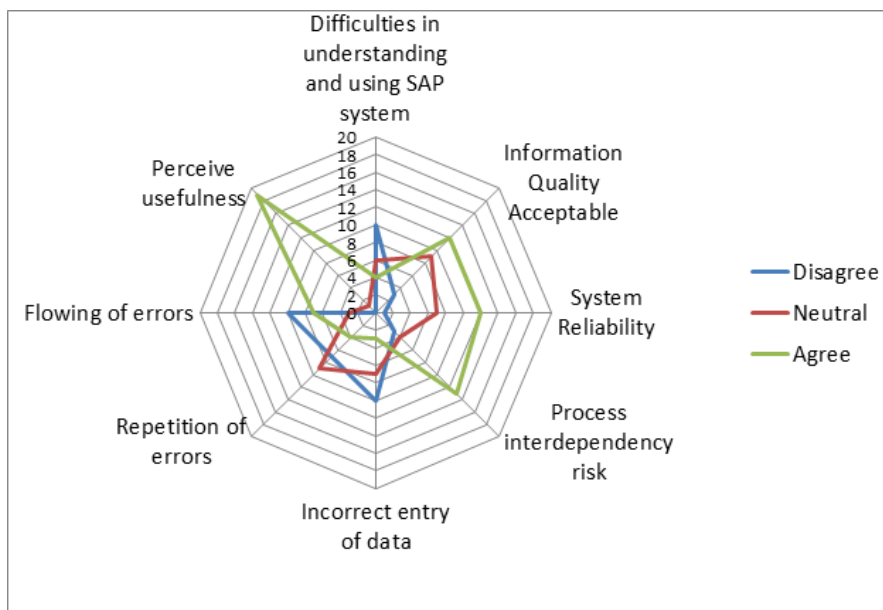 Difficulties in
understanding
and using SAP
system
Information
Quality
Acceptable
System
Reliability
Process
interdependency
risk
Incorrect entry
of data
Repetition of
errors
Flowing of errors
Perceive
usefulness
20
18
16
14
12
10
8
6
4
2
0
Disagree
Neutral
Agree